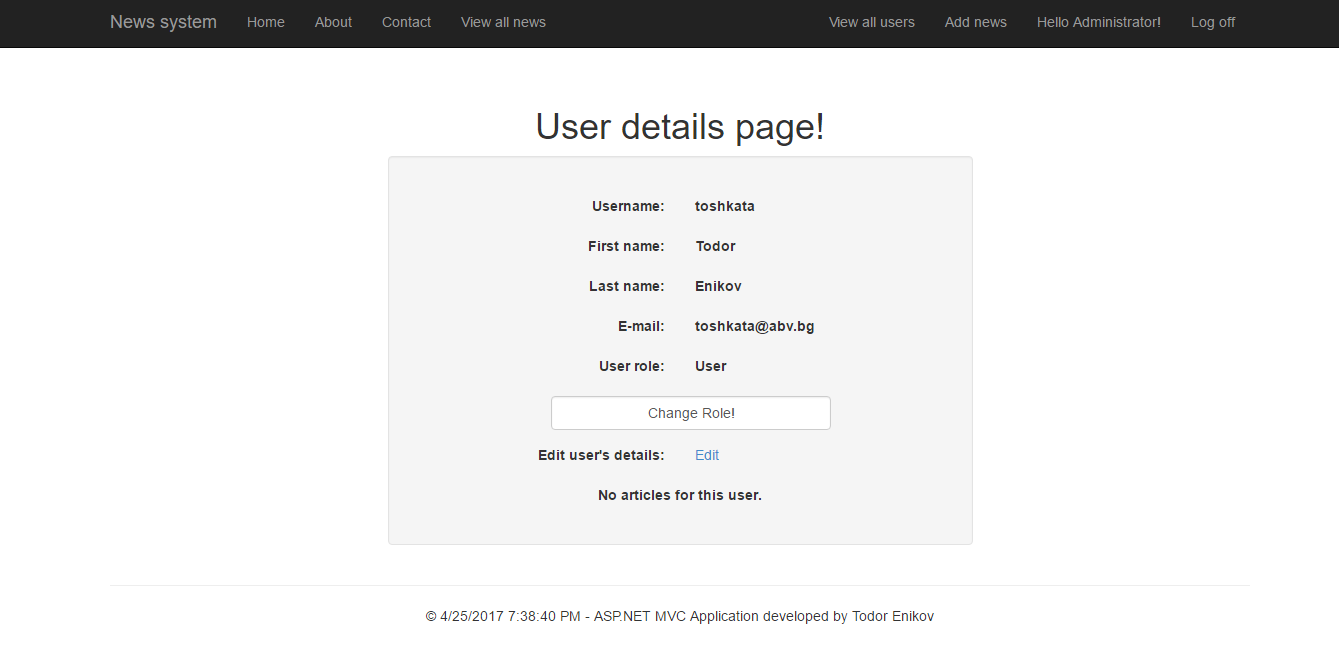 News system Home About Contact View all news View all users Add news Hello Administrator! Log off
User details page!
Username: toshkata
First name: Todor
Last name: Enikov
E-mail: toshkata@abv.bg
User role: User
Change Role!
Edit user's details: Edit
No articles for this user.
© 4/25/2017 7:38:40 PM - ASP.NET MVC Application developed by Todor Enikov